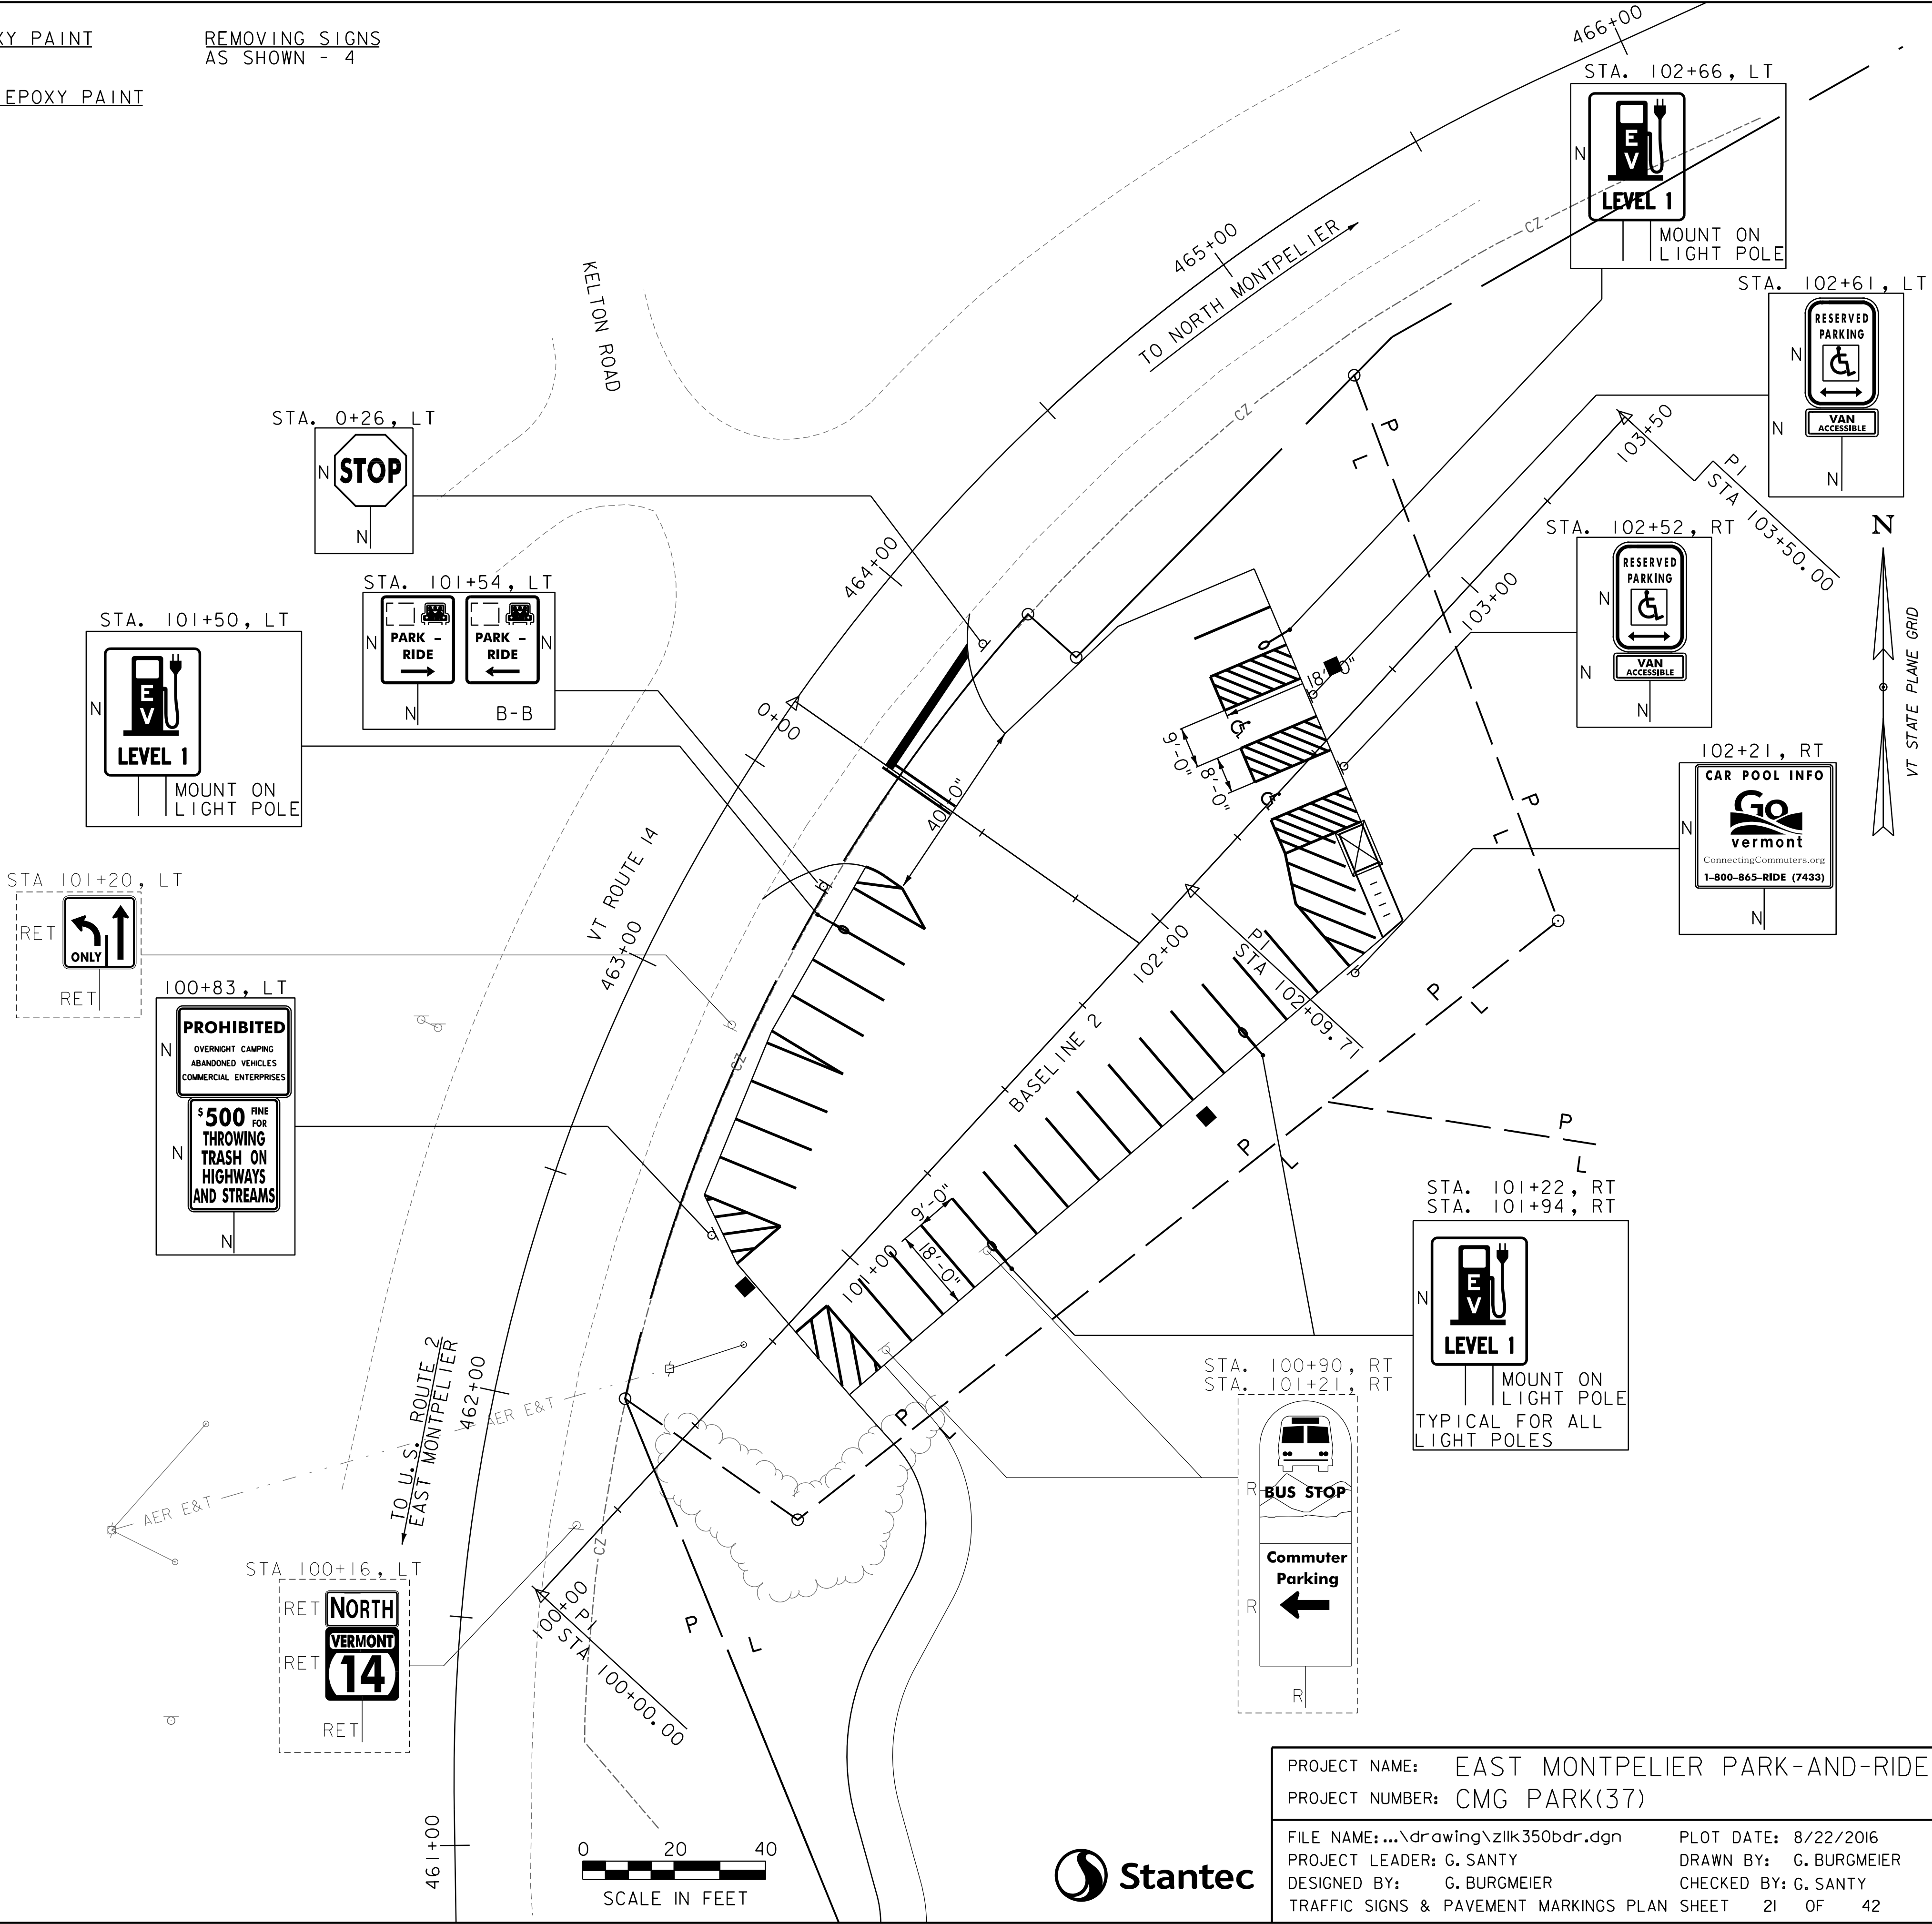 XY PAINT
REMOVING SIGNS
AS SHOWN - 4
EPOXY PAINT
466+00
STA. 102+66, LT
N
EV
LEVEL 1
MOUNT ON
LIGHT POLE
CZ
465+00
TO NORTH MONTPELIER
KELTON ROAD
CZ
STA. 102+61, LT
RESERVED
PARKING
N
VAN
ACCESSIBLE
N
N
103+50
PI
STA 103+50.00
P
L
STA. 0+26, LT
N
STOP
N
464+00
STA. 102+52, RT
RESERVED
PARKING
N
VAN
ACCESSIBLE
N
N
N
VT STATE PLANE GRID
103+00
STA. 101+54, LT
N
PARK -
RIDE
PARK -
RIDE
N
N
B-B
STA. 101+50, LT
N
EV
LEVEL 1
MOUNT ON
LIGHT POLE
0+00
18'-0"
9'-0"
8'-0"
40'-0"
102+21, RT
CAR POOL INFO
N
Go
vermont
ConnectingCommuters.org
1-800-865-RIDE (7433)
N
P
L
STA 101+20, LT
RET
ONLY
RET
VT ROUTE 14
463+00
102+00
PI
STA 102+09.71
P
L
100+83, LT
PROHIBITED
N
OVERNIGHT CAMPING
ABANDONED VEHICLES
COMMERCIAL ENTERPRISES
$500 FINE
FOR
THROWING
N
TRASH ON
HIGHWAYS
AND STREAMS
N
CZ
BASELINE 2
P
L
P
L
STA. 101+22, RT
STA. 101+94, RT
N
EV
LEVEL 1
MOUNT ON
LIGHT POLE
TYPICAL FOR ALL
LIGHT POLES
9'-0"
18'-0"
101+00
TO U.S. ROUTE 2
EAST MONTPELIER
462+00
AER E&T
AER E&T
P
L
STA. 100+90, RT
STA. 101+21, RT
R
BUS STOP
Commuter
Parking
R
R
CZ
STA 100+16, LT
RET
NORTH
RET
VERMONT
14
RET
100+00
PI
STA 100+00.00
P
L
461+00
0 20 40
SCALE IN FEET
Stantec
PROJECT NAME: EAST MONTPELIER PARK-AND-RIDE
PROJECT NUMBER: CMG PARK(37)
FILE NAME: ...\drawing\z11k350bdr.dgn PLOT DATE: 8/22/2016
PROJECT LEADER: G. SANTY DRAWN BY: G. BURGMEIER
DESIGNED BY: G. BURGMEIER CHECKED BY: G. SANTY
TRAFFIC SIGNS & PAVEMENT MARKINGS PLAN SHEET 21 OF 42